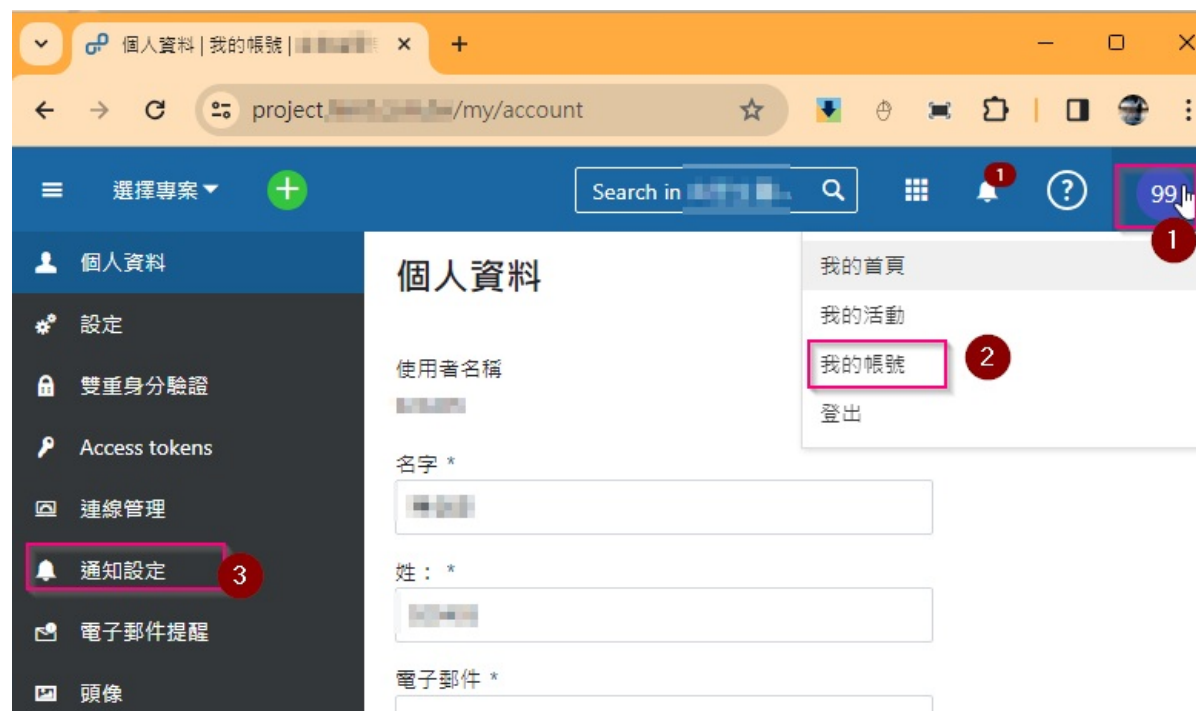 個人資料 | 我的帳號 |
project. /my/account
選擇專案
Search in
1
?
99
1
個人資料
設定
雙重身分驗證
Access tokens
連線管理
通知設定
3
電子郵件提醒
頭像
個人資料
使用者名稱
名字 *
姓： *
電子郵件 *
我的首頁
我的活動
我的帳號
2
登出